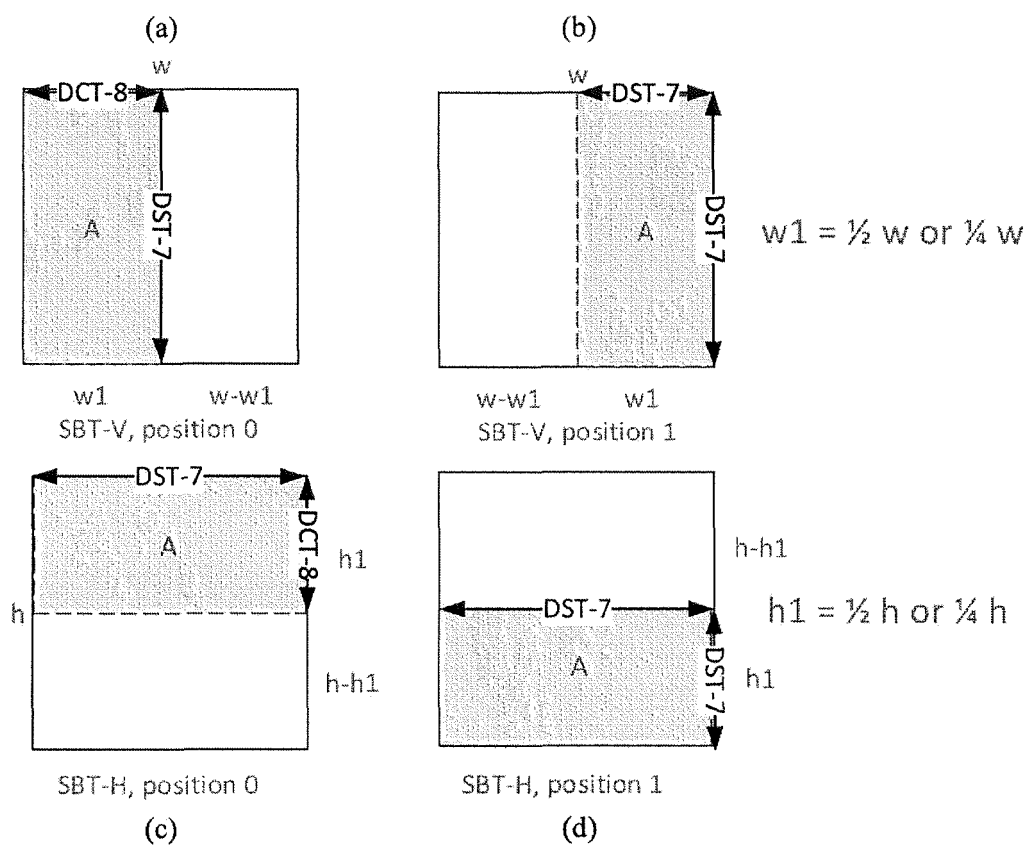 (a)
w
DCT-8
DST-7
A
w1
w-w1
SBT-V, position 0
(b)
w
DST-7
DST-7
A
w-w1
w1
SBT-V, position 1
w1 = ½ w or ¼ w
DST-7
A
DCT-8
h1
h
h-h1
SBT-H, position 0
(c)
h-h1
DST-7
A
DST-7
h1
SBT-H, position 1
(d)
h1 = ½ h or ¼ h